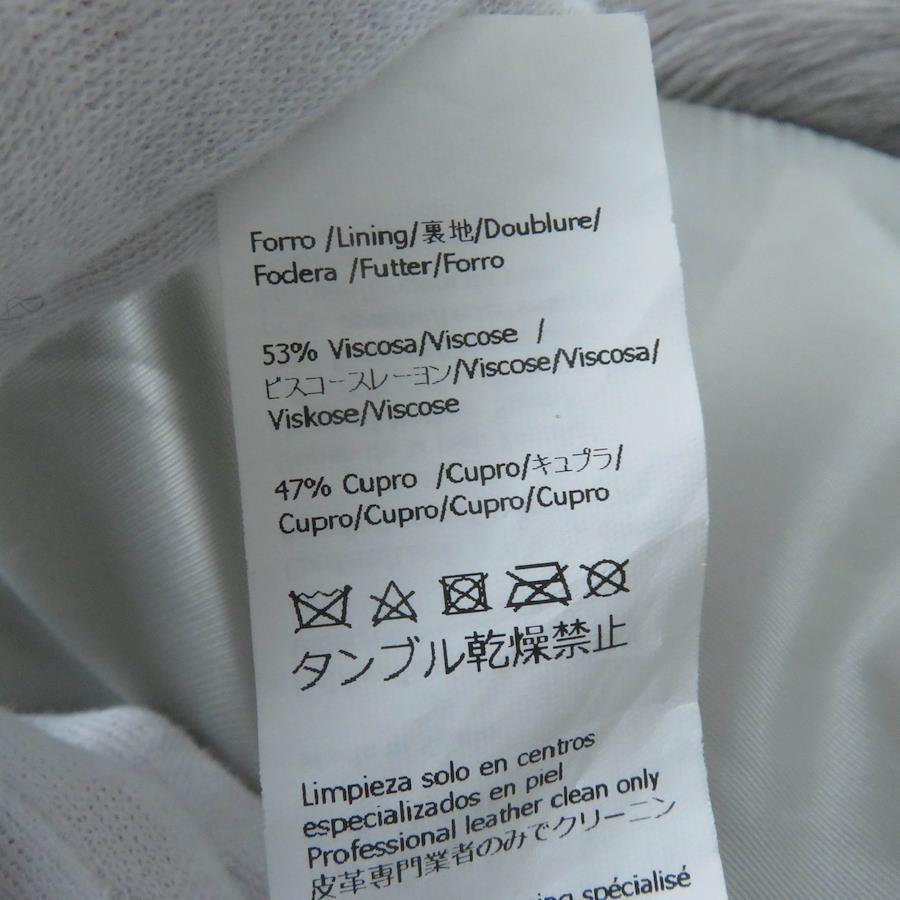 Forro /Lining/裏地/Doublure/
Fodera /Futter/Forro
53% Viscosa/Viscose /
ビスコースレーヨン/Viscose/Viscosa/
Viskose/Viscose
47% Cupro /Cupro/キュプラ/
Cupro/Cupro/Cupro/Cupro
タンブル乾燥禁止
Limpieza solo en centros
especializados en piel
Professional leather clean only
皮革専門業者のみでクリーニン
spécialisé